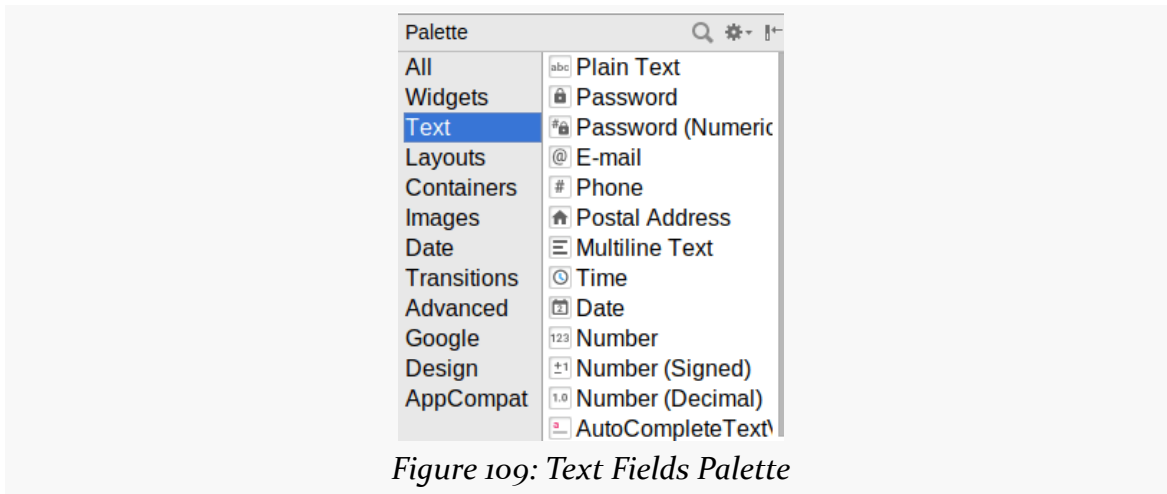 Palette
All
Widgets
Text
Layouts
Containers
Images
Date
Transitions
Advanced
Google
Design
AppCompat
abc Plain Text
Password
# Password (Numeric
@ E-mail
# Phone
Postal Address
Multiline Text
Time
2 Date
123 Number
±1 Number (Signed)
1.0 Number (Decimal)
a AutoCompleteTextV
Figure 109: Text Fields Palette